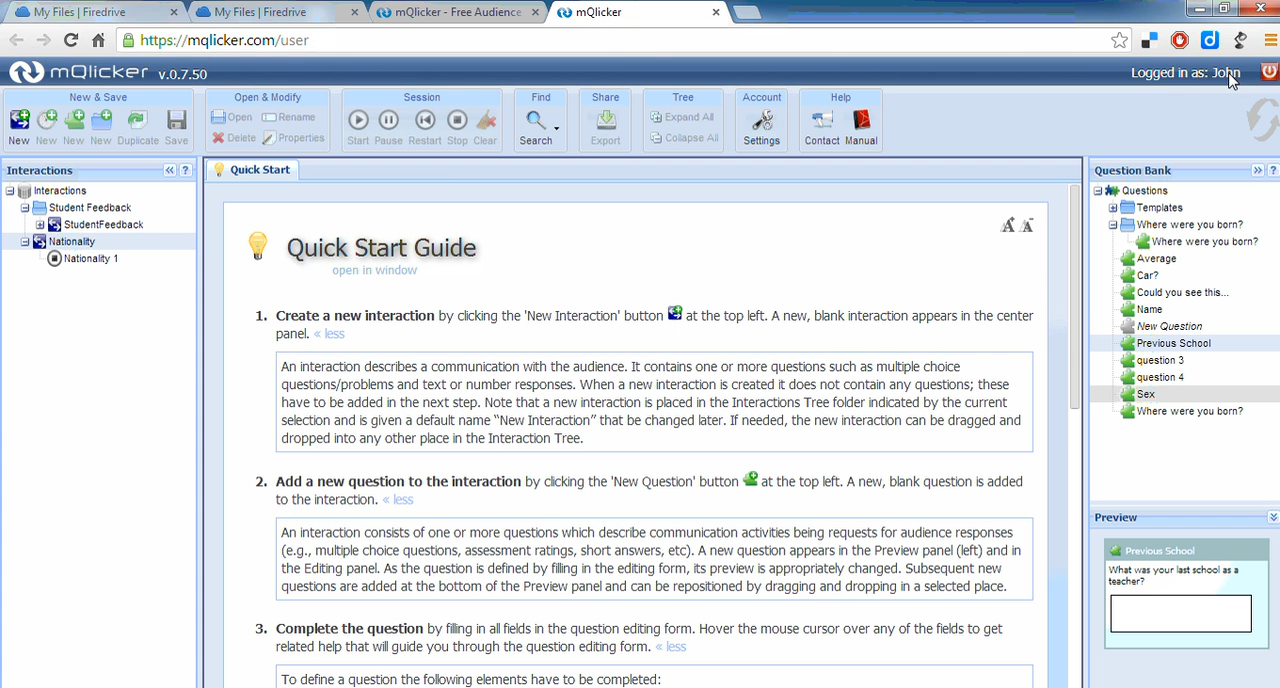 My Files | Firedrive
My Files | Firedrive
mQlicker - Free Audience
mQlicker
https://mqlicker.com/user
mQlicker v.0.7.50
Logged in as: John
New & Save
New New New New Duplicate Save
Open & Modify
Open Rename
Delete Properties
Session
Start Pause Restart Stop Clear
Find
Search
Share
Export
Tree
Expand All
Collapse All
Account
Settings
Help
Contact Manual
Interactions
Interactions
Student Feedback
StudentFeedback
Nationality
Nationality 1
Quick Start
Quick Start Guide
open in window
1. Create a new interaction by clicking the 'New Interaction' button at the top left. A new, blank interaction appears in the center
panel. « less
An interaction describes a communication with the audience. It contains one or more questions such as multiple choice
questions/problems and text or number responses. When a new interaction is created it does not contain any questions; these
have to be added in the next step. Note that a new interaction is placed in the Interactions Tree folder indicated by the current
selection and is given a default name “New Interaction” that be changed later. If needed, the new interaction can be dragged and
dropped into any other place in the Interaction Tree.
2. Add a new question to the interaction by clicking the 'New Question' button at the top left. A new, blank question is added
to the interaction. « less
An interaction consists of one or more questions which describe communication activities being requests for audience responses
(e.g., multiple choice questions, assessment ratings, short answers, etc). A new question appears in the Preview panel (left) and in
the Editing panel. As the question is defined by filling in the editing form, its preview is appropriately changed. Subsequent new
questions are added at the bottom of the Preview panel and can be repositioned by dragging and dropping in a selected place.
3. Complete the question by filling in all fields in the question editing form. Hover the mouse cursor over any of the fields to get
related help that will guide you through the question editing form. « less
To define a question the following elements have to be completed:
Question Bank
Questions
Templates
Where were you born?
Where were you born?
Average
Car?
Could you see this...
Name
New Question
Previous School
question 3
question 4
Sex
Where were you born?
Preview
Previous School
What was your last school as a
teacher?